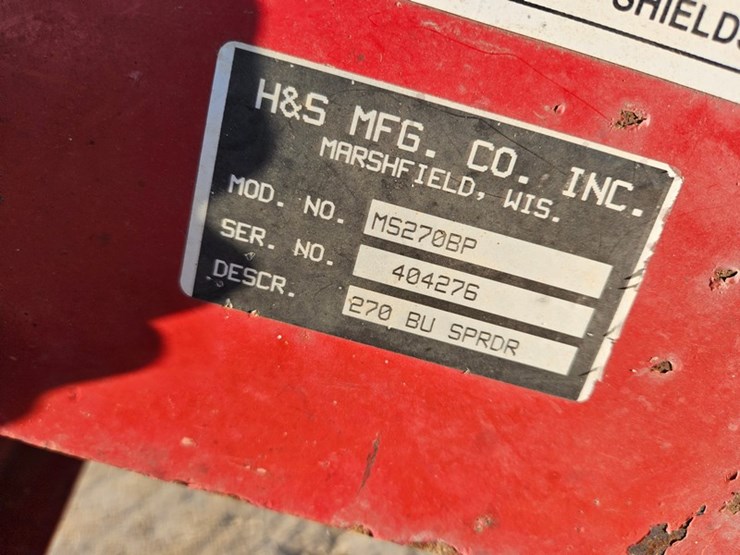 SHIELDS
H&S MFG. CO. INC.
MARSHFIELD, WIS.
MOD. NO. MS270BP
SER. NO. 404276
DESCR. 270 BU SPRDR